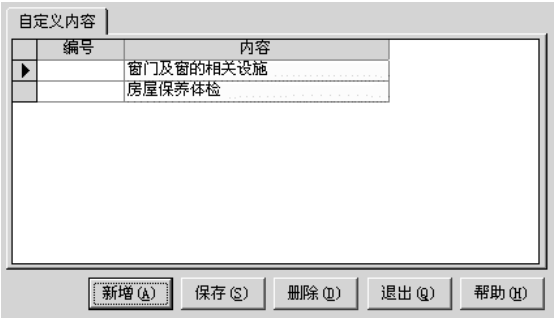 自定义内容
编号 内容
窗门及窗的相关设施
房屋保养体检
新增(A) 保存(S) 删除(D) 退出(Q) 帮助(H)